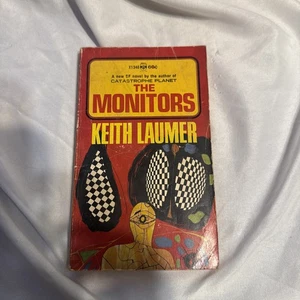 A new SF novel by the author of
CATASTROPHE PLANET
THE
MONITORS
KEITH LAUMER